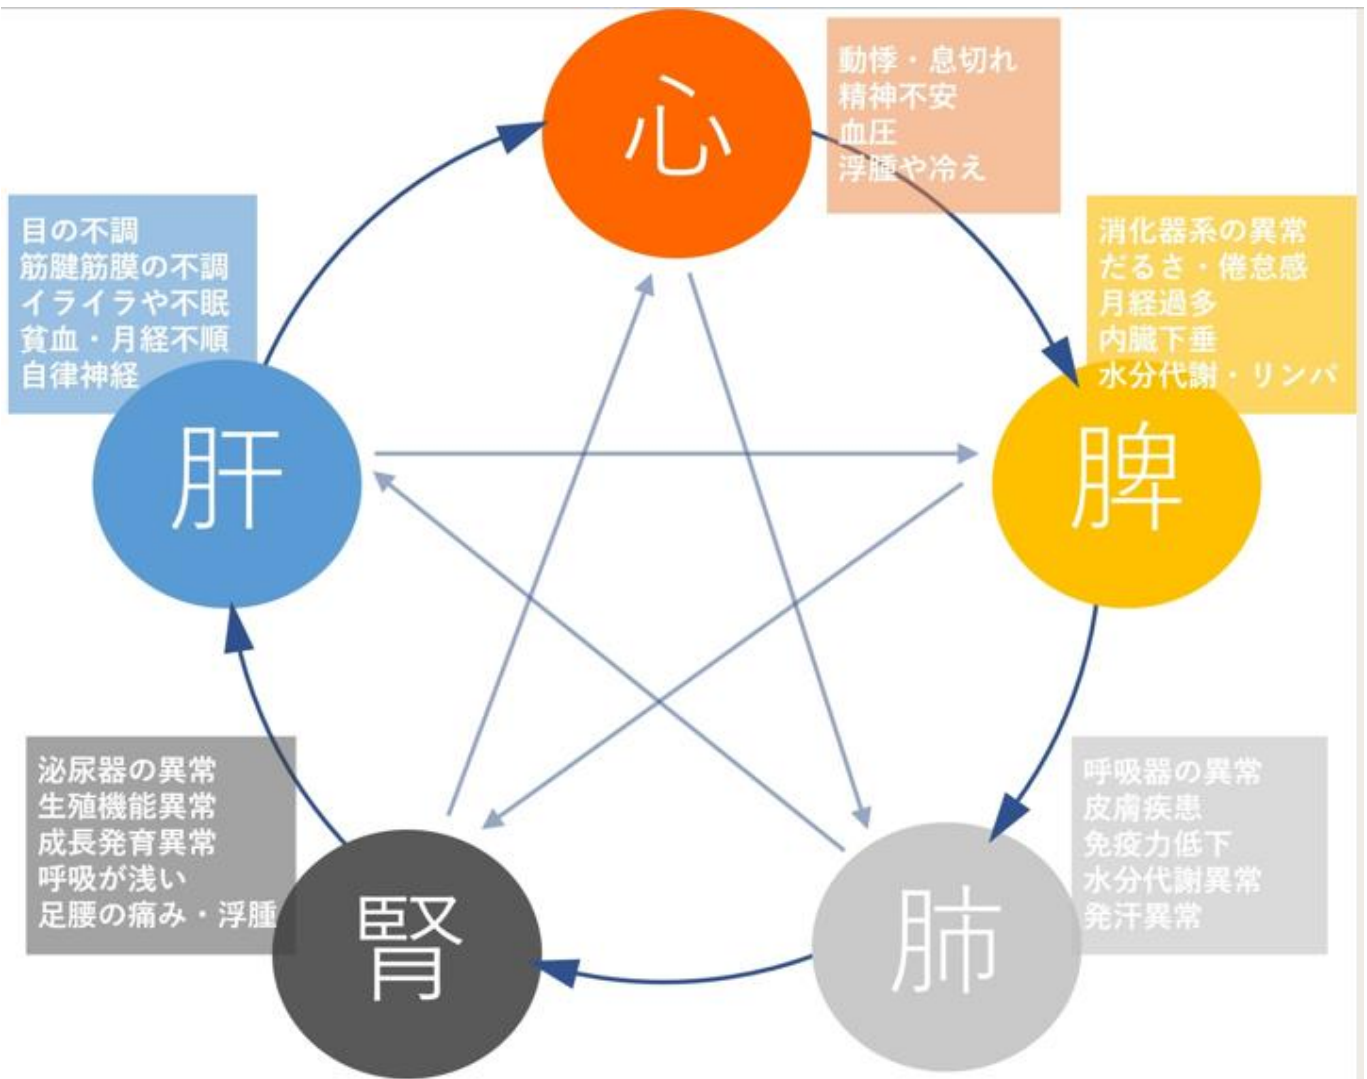 心
動悸・息切れ
精神不安
血圧
浮腫や冷え
目の不調
筋腱筋膜の不調
イライラや不眠
貧血・月経不順
自律神経
肝
消化器系の異常
だるさ・倦怠感
月経過多
内臓下垂
水分代謝・リンパ
脾
泌尿器の異常
生殖機能異常
成長発育異常
呼吸が浅い
足腰の痛み・浮腫
腎
呼吸器の異常
皮膚疾患
免疫力低下
水分代謝異常
発汗異常
肺